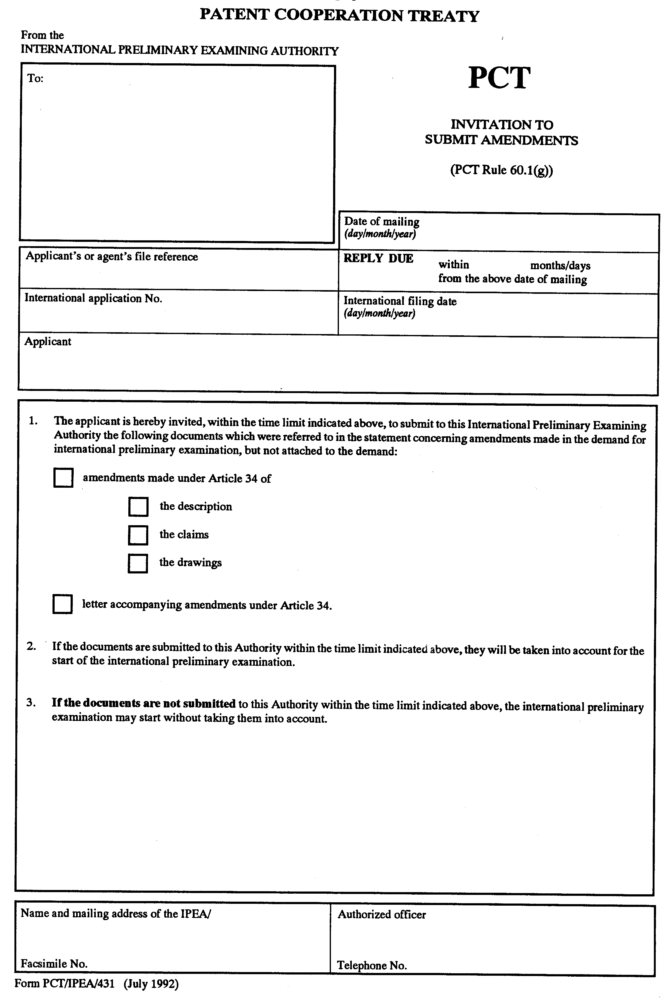 PATENT COOPERATION TREATY
From the
INTERNATIONAL PRELIMINARY EXAMINING AUTHORITY
To:
PCT
INVITATION TO
SUBMIT AMENDMENTS
(PCT Rule 60.1(g))
Date of mailing
(day/month/year)
Applicant's or agent's file reference
REPLY DUE within months/days
from the above date of mailing
International application No.
International filing date
(day/month/year)
Applicant
1. The applicant is hereby invited, within the time limit indicated above, to submit to this International Preliminary Examining
Authority the following documents which were referred to in the statement concerning amendments made in the demand for
international preliminary examination, but not attached to the demand:
amendments made under Article 34 of
the description
the claims
the drawings
letter accompanying amendments under Article 34.
2. If the documents are submitted to this Authority within the time limit indicated above, they will be taken into account for the
start of the international preliminary examination.
3. If the documents are not submitted to this Authority within the time limit indicated above, the international preliminary
examination may start without taking them into account.
Name and mailing address of the IPEA/
Facsimile No.
Authorized officer
Telephone No.
Form PCT/IPEA/431 (July 1992)